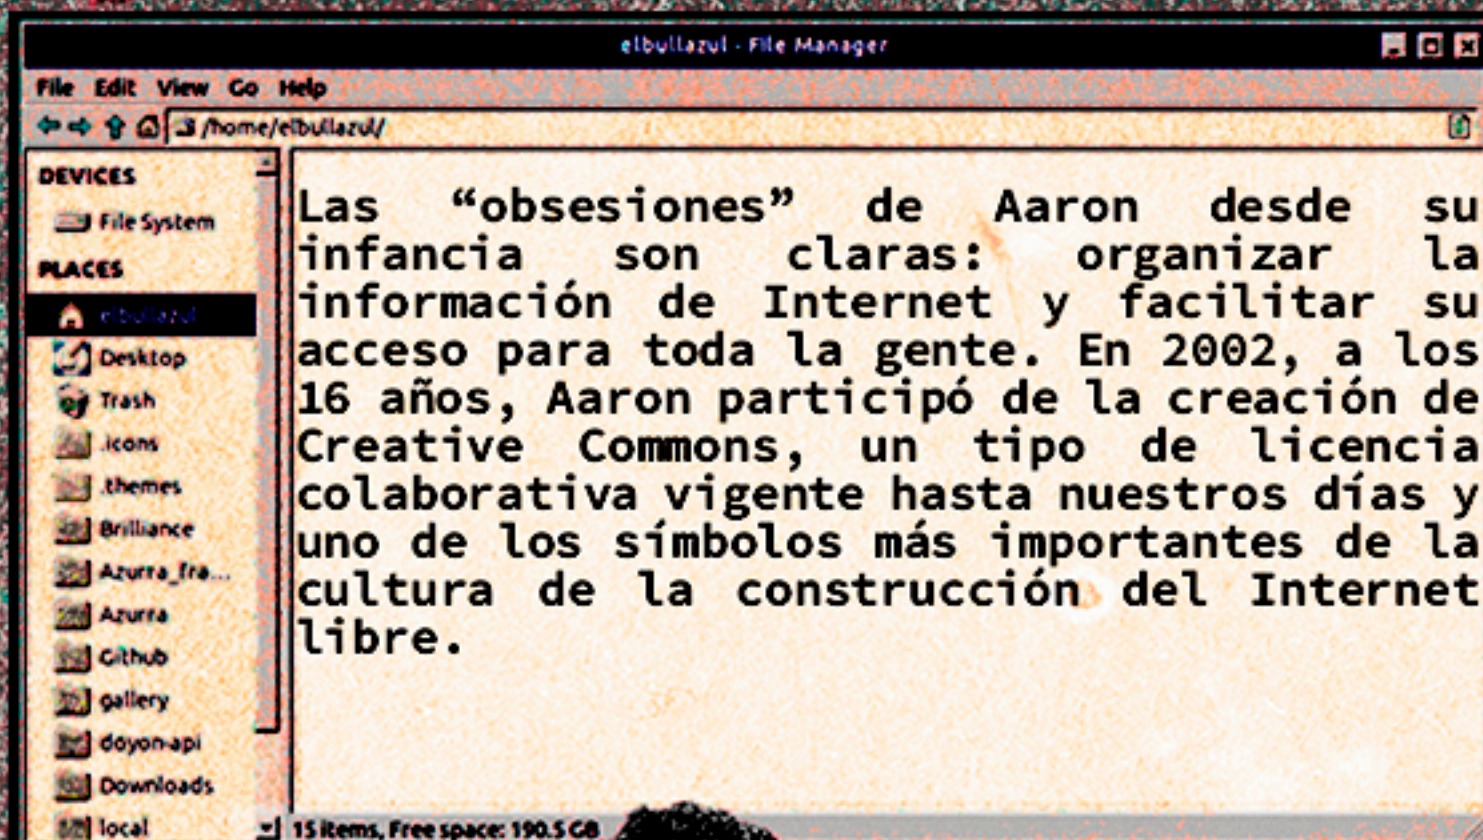 elbullazul - File Manager
File Edit View Go Help
/home/elbullazul/
DEVICES
File System
PLACES
elbullazul
Desktop
Trash
.icons
.themes
Brilliance
Azurra_fra...
Azurra
Github
gallery
doyon-api
Downloads
local
Las “obsesiones” de Aaron desde su
infancia son claras: organizar la
información de Internet y facilitar su
acceso para toda la gente. En 2002, a los
16 años, Aaron participó de la creación de
Creative Commons, un tipo de licencia
colaborativa vigente hasta nuestros días y
uno de los símbolos más importantes de la
cultura de la construcción del Internet
libre.
15 items, Free space: 190.5 GB